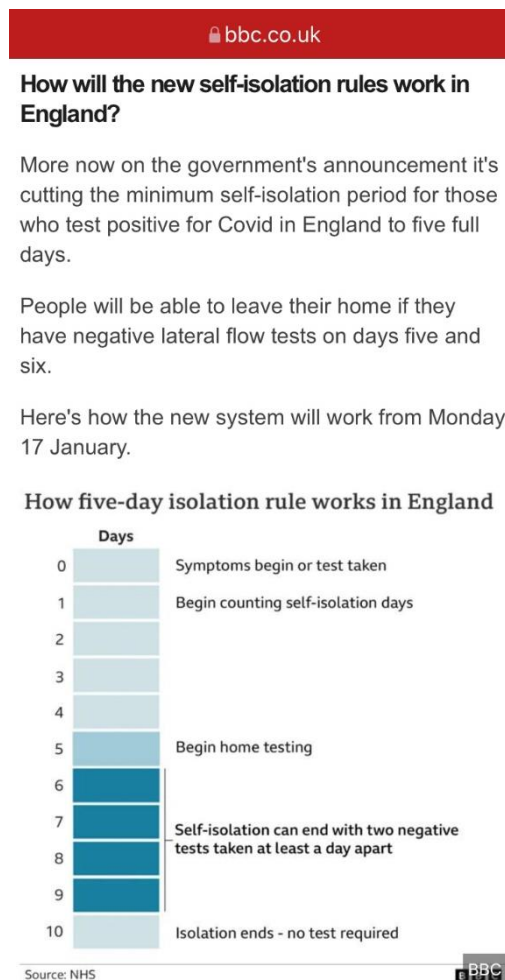 bbc.co.uk
How will the new self-isolation rules work in
England?
More now on the government's announcement it's
cutting the minimum self-isolation period for those
who test positive for Covid in England to five full
days.
People will be able to leave their home if they
have negative lateral flow tests on days five and
six.
Here's how the new system will work from Monday
17 January.
How five-day isolation rule works in England
Days
0 Symptoms begin or test taken
1 Begin counting self-isolation days
2
3
4
5 Begin home testing
6
7
Self-isolation can end with two negative
tests taken at least a day apart
8
9
10 Isolation ends - no test required
Source: NHS
BBC